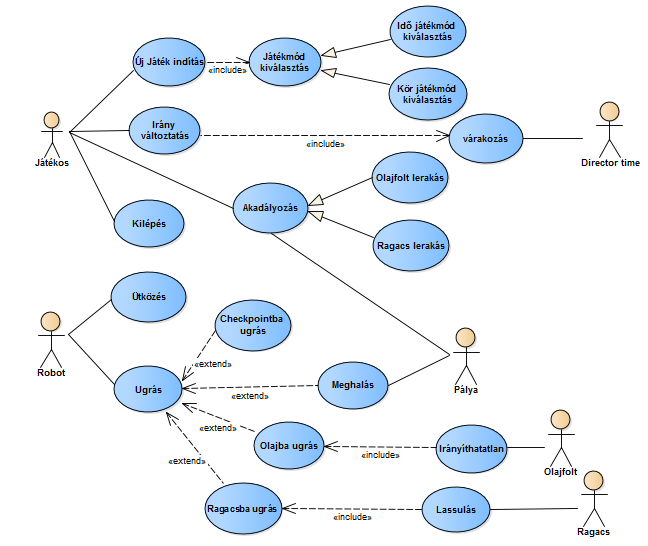 Idő játékmód
kiválasztás
Új Játék indítás
«include»
Játékmód
kiválasztás
Kör játékmód
kiválasztás
Játékos
Irány
változtatás
«include»
várakozás
Director time
Olajfolt lerakás
Akadályozás
Kilépés
Ragacs lerakás
Ütközés
Checkpointba
ugrás
Robot
«extend»
Ugrás
«extend»
Meghalás
Pálya
«extend»
Olajba ugrás
«include»
Irányíthatatlan
Olajfolt
«extend»
Ragacsba ugrás
«include»
Lassulás
Ragacs